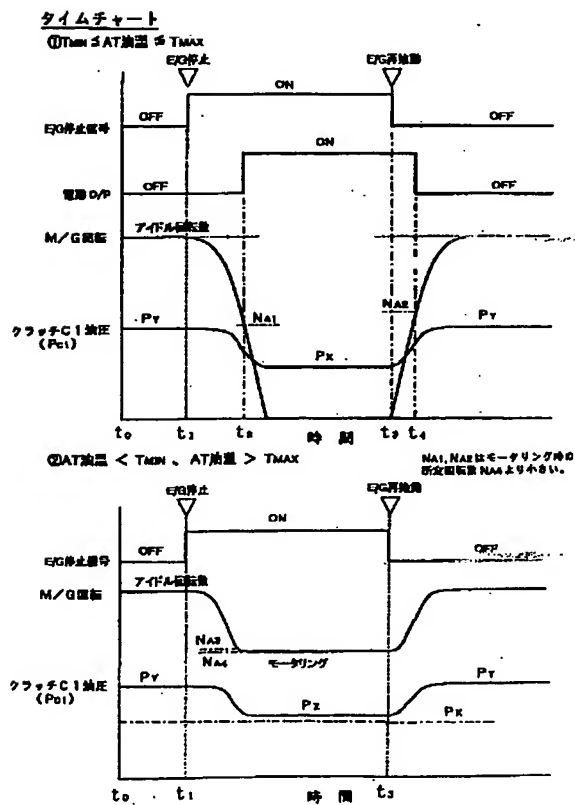 タイムチャート
①TMIN ≦ AT油温 ≦ TMAX
E/G停止
E/G再始動
ON
OFF
OFF
E/G停止信号
ON
OFF
OFF
電動O/P
アイドル回転数
M/G回転
NA1
NA2
クラッチC1油圧
(PC1)
PY
PX
PY
t0 t1 t2 時間 t3 t4
②AT油温 < TMIN 、 AT油温 > TMAX
NA1,NA2はモータリング時の
所定回転数NA4より小さい。
E/G停止
E/G再始動
ON
OFF
OFF
E/G停止信号
アイドル回転数
M/G回転
NA3
NA4
モータリング
クラッチC1油圧
(PC1)
PY
PZ
PY
PX
t0 t1 時間 t3